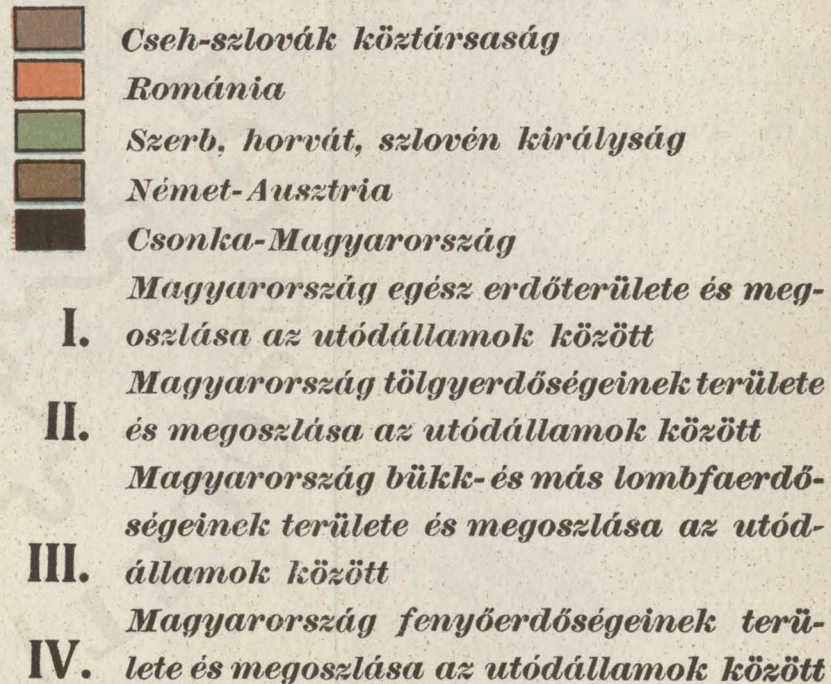 Cseh-szlovák köztársaság
Románia
Szerb, horvát, szlovén királyság
Német-Ausztria
Csonka-Magyarország
Magyarország egész erdőterülete és meg-
I. oszlása az utódállamok között
Magyarország tölgyerdőségeinek területe
II. és megoszlása az utódállamok között
Magyarország bükk- és más lombfaerdő-
ségeinek területe és megoszlása az utód-
III. államok között
Magyarország fenyőerdőségeinek terü-
IV. lete és megoszlása az utódállamok között